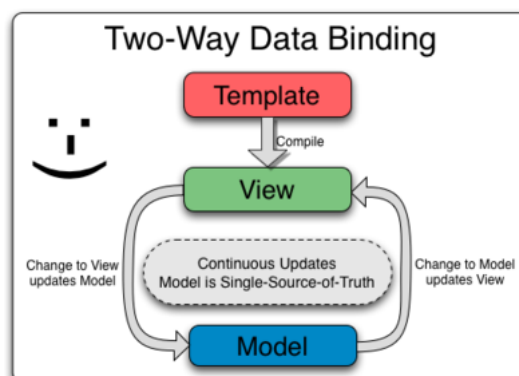 Two-Way Data Binding
Template
Compile
View
Change to View
updates Model
Continuous Updates
Model is Single-Source-of-Truth
Change to Model
updates View
Model